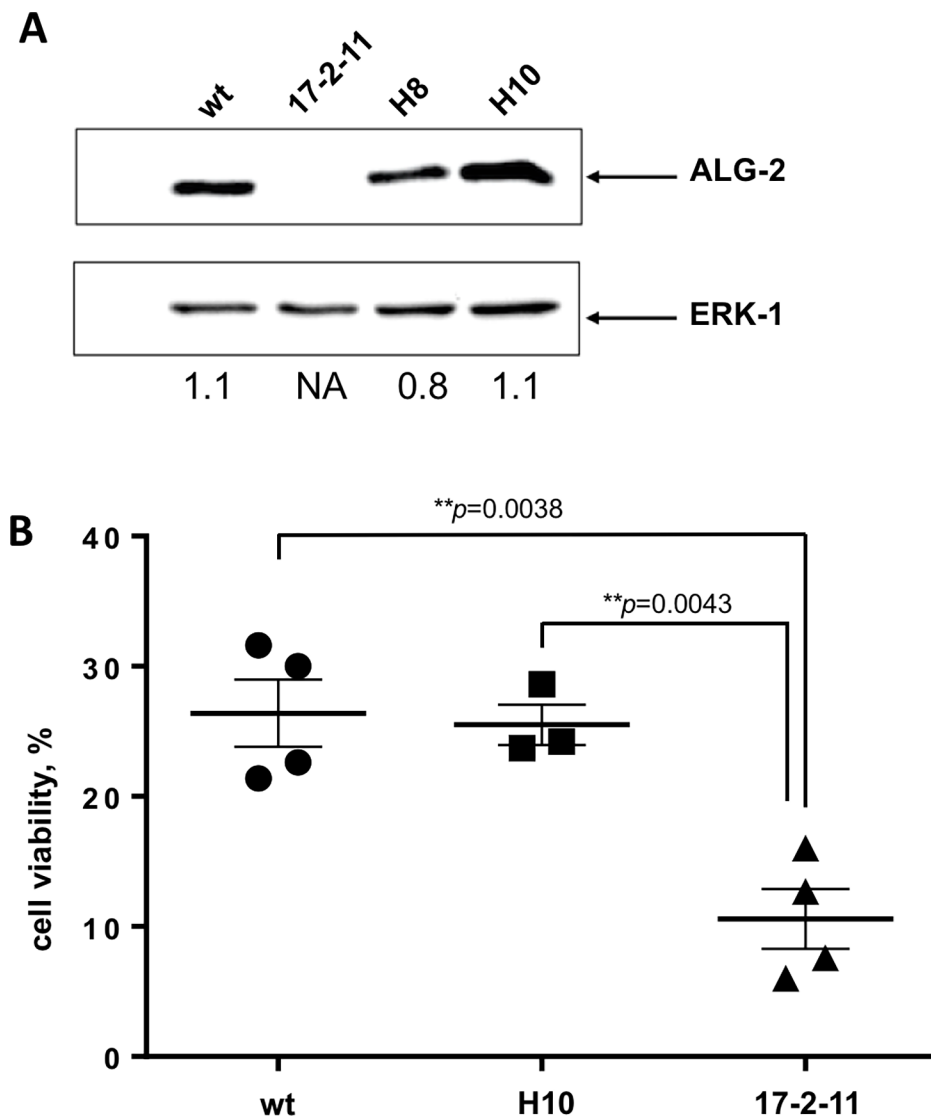 A
wt 17-2-11 H8 H10
ALG-2
ERK-1
1.1 NA 0.8 1.1
B
**p=0.0038
**p=0.0043
cell viability, %
40
30
20
10
0
wt H10 17-2-11